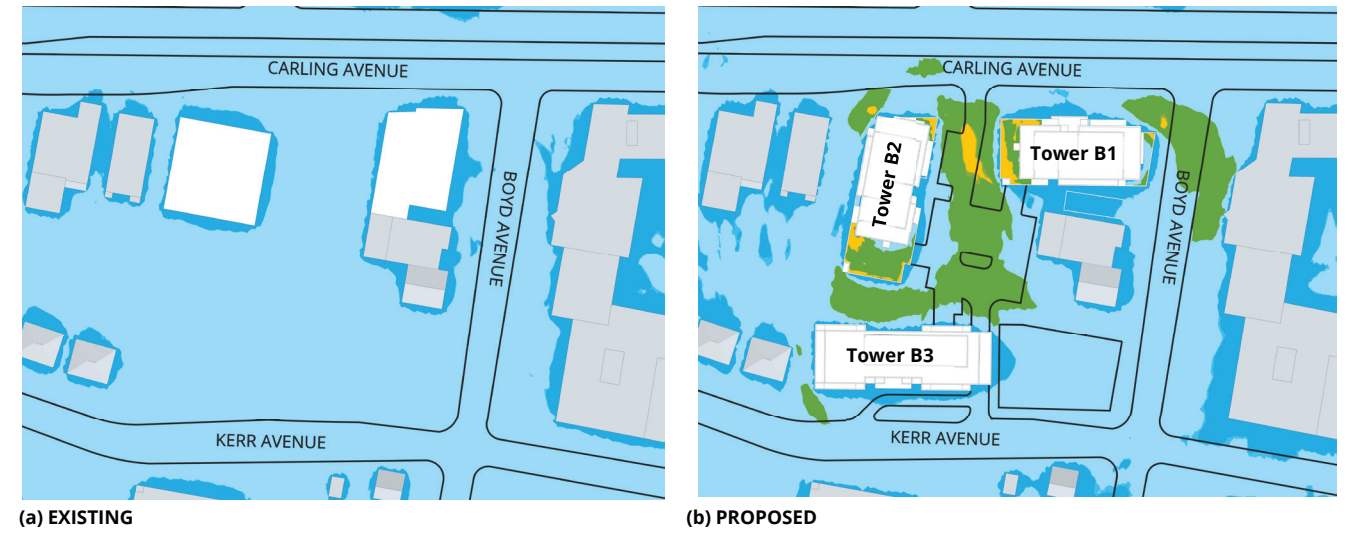 CARLING AVENUE
BOYD AVENUE
KERR AVENUE
(a) EXISTING
CARLING AVENUE
Tower B2
Tower B1
BOYD AVENUE
Tower B3
KERR AVENUE
(b) PROPOSED